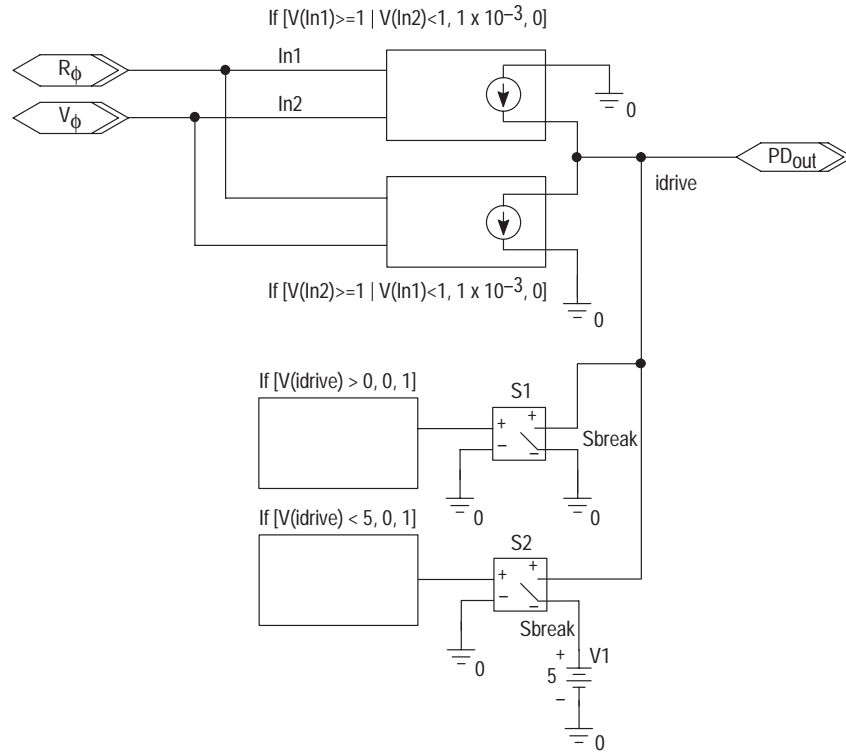 If [V(In1)>=1 | V(In2)<1, 1 x 10⁻³, 0]
In1
Rϕ
In2
Vϕ
0
PDout
idrive
If [V(In2)>=1 | V(In1)<1, 1 x 10⁻³, 0]
0
If [V(idrive) > 0, 0, 1]
S1
+ +
– –
Sbreak
0 0
If [V(idrive) < 5, 0, 1]
S2
+ +
– –
Sbreak
0
+ V1
5
–
0